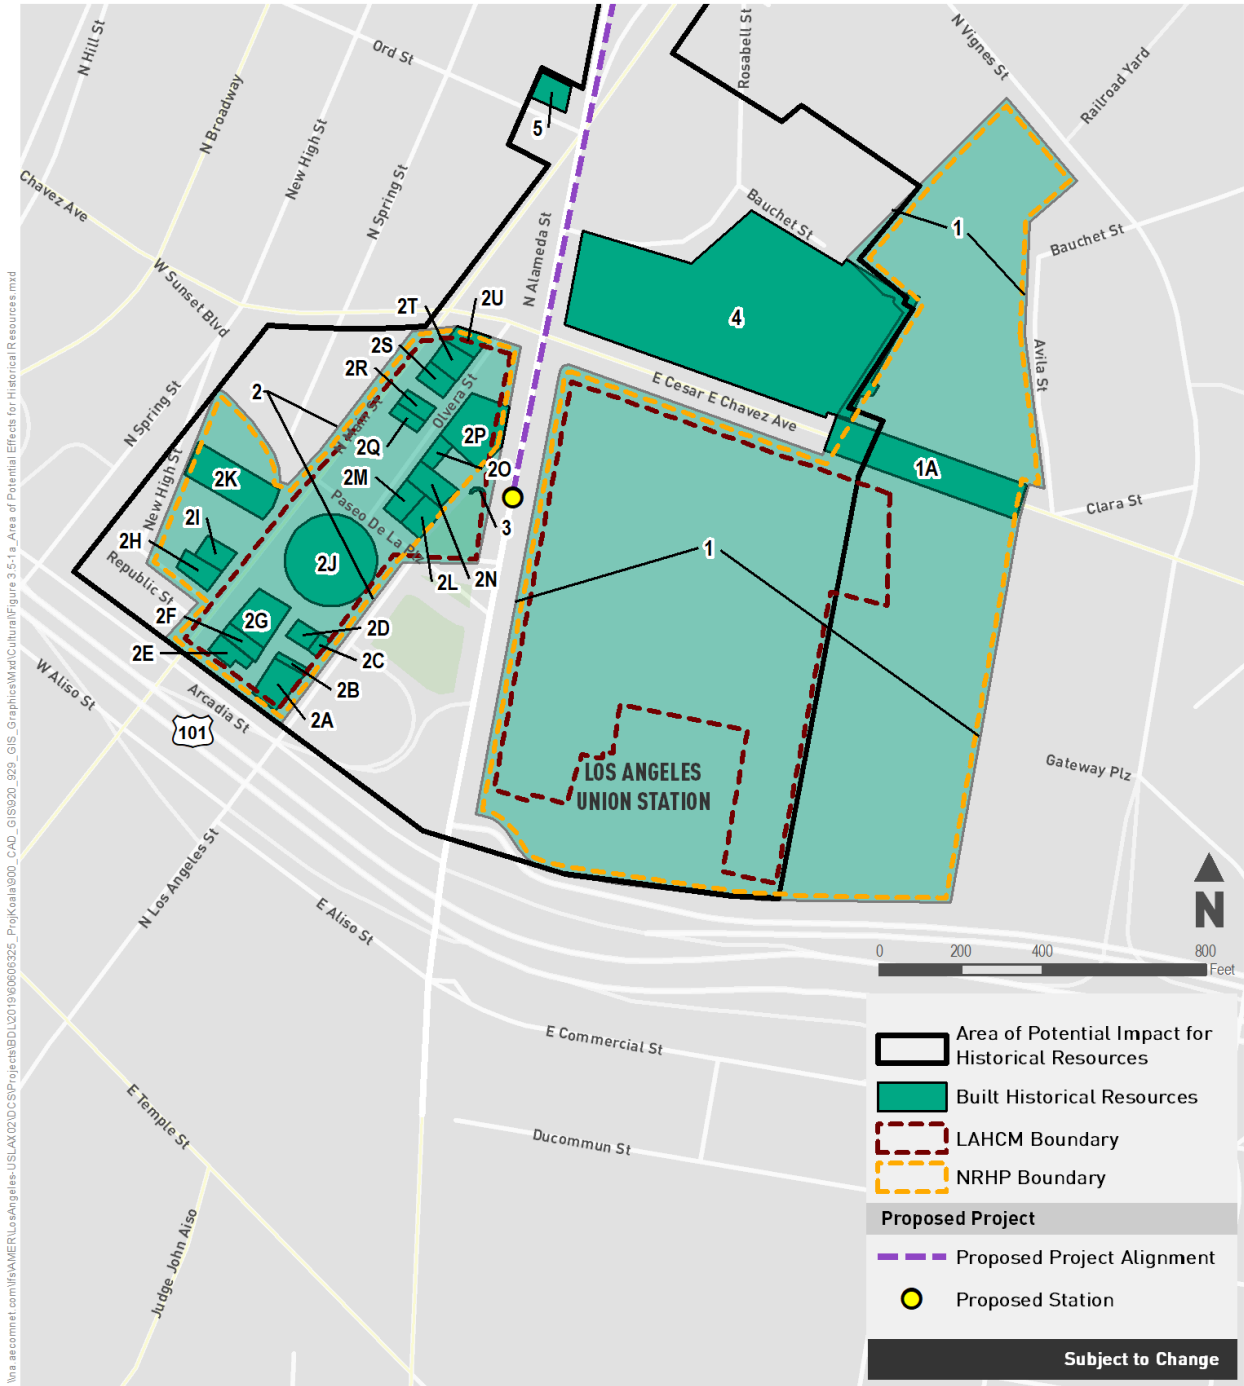 N Hill St
Ord St
N Broadway
New High St
N Spring St
Rosabell St
N Vignes St
Railroad Yard
5
Chavez Ave
W Sunset Blvd
N Alameda St
Bauchet St
1
Bauchet St
4
Avila St
2T
2U
2S
2R
2
Olvera St
N Main St
2Q
2P
2O
E Cesar E Chavez Ave
1A
N Spring St
New High St
2K
2M
Paseo De La Plz
3
Clara St
2I
2H
2J
2L
2N
1
Republic St
2F
2G
2D
2E
2C
2B
2A
W Aliso St
Arcadia St
101
LOS ANGELES
UNION STATION
Gateway Plz
N Los Angeles St
E Aliso St
N
0 200 400 800
Feet
E Commercial St
Ducommun St
E Temple St
Judge John Aiso
Area of Potential Impact for
Historical Resources
Built Historical Resources
LAHCM Boundary
NRHP Boundary
Proposed Project
Proposed Project Alignment
Proposed Station
Subject to Change